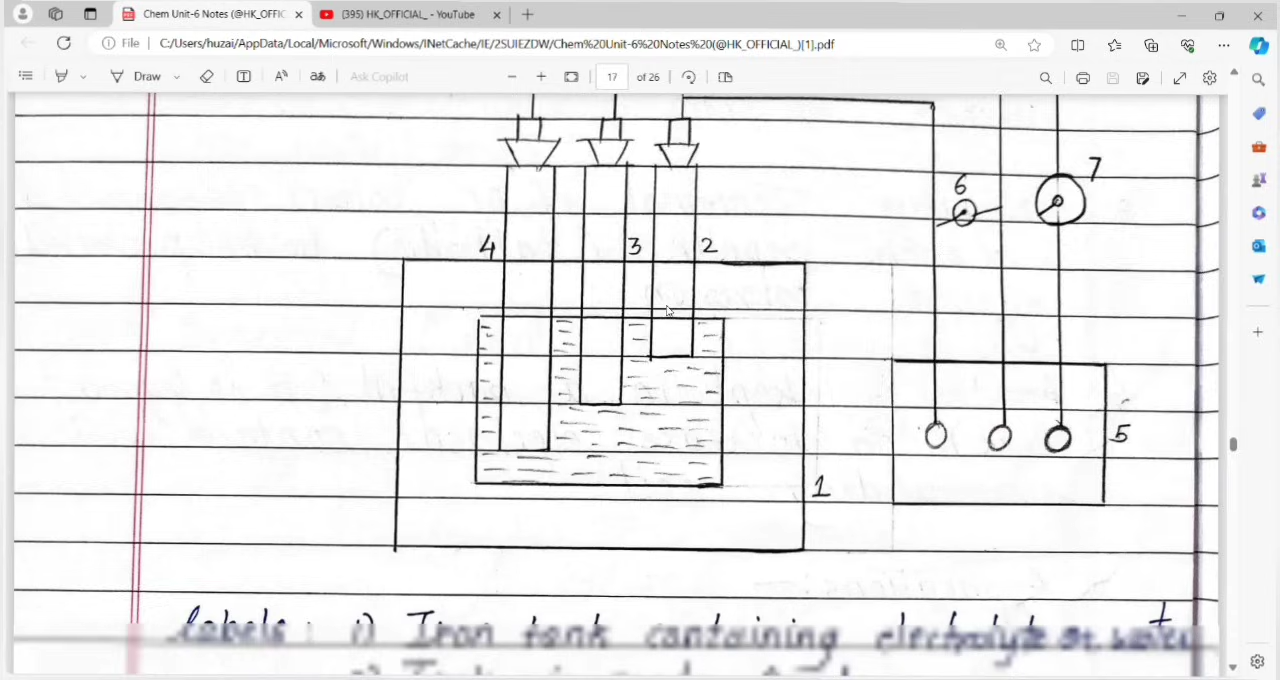 Chem Unit-6 Notes (@HK_OFFIC
(395) HK_OFFICIAL_ - YouTube
File
C:/Users/huzai/AppData/Local/Microsoft/Windows/INetCache/IE/2SUIEZDW/Chem%20Unit-6%20Notes%20(@HK_OFFICIAL_)[1].pdf
Draw
Ask Copilot
17 of 26
6 7
4 3 2
5
1
Labels: 1) Iron tank containing electrolyte